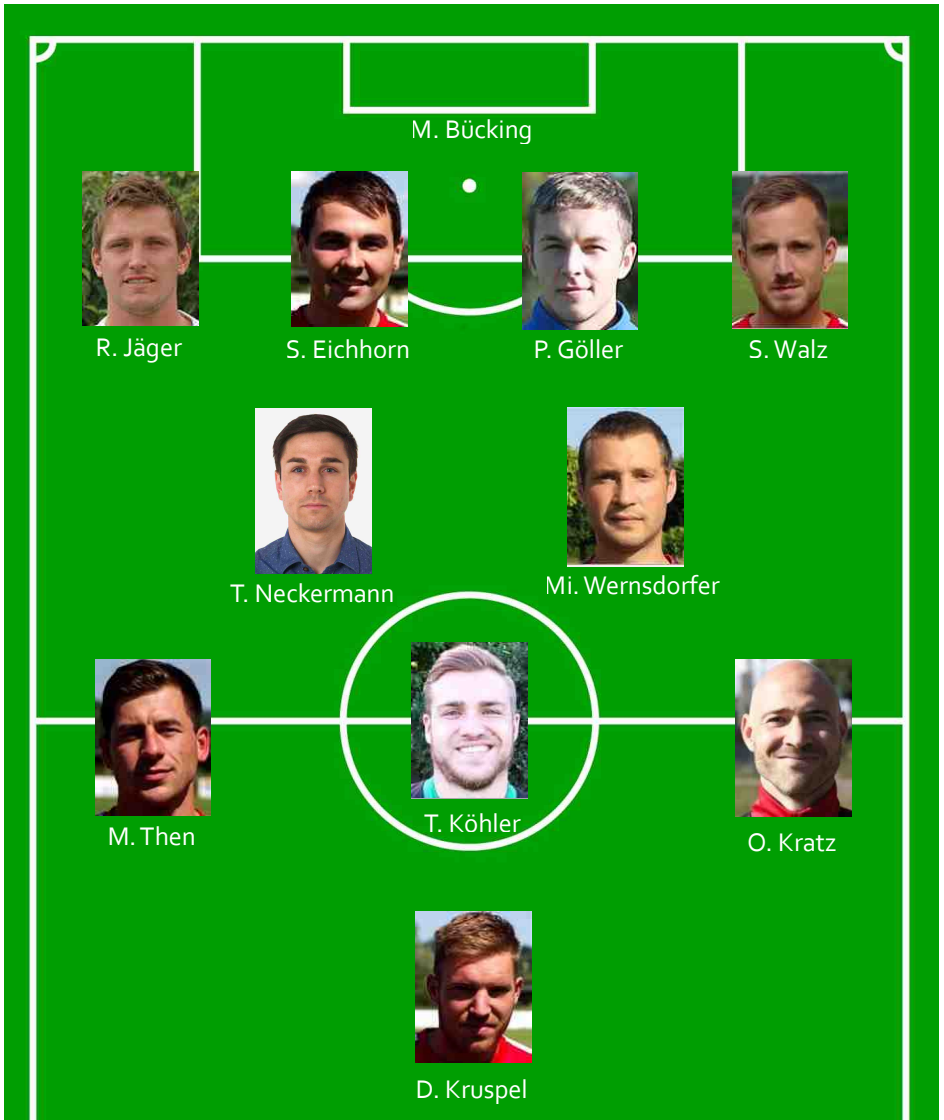 M. Bücking
R. Jäger
S. Eichhorn
P. Göller
S. Walz
T. Neckermann
Mi. Wernsdorfer
M. Then
T. Köhler
O. Kratz
D. Kruspel